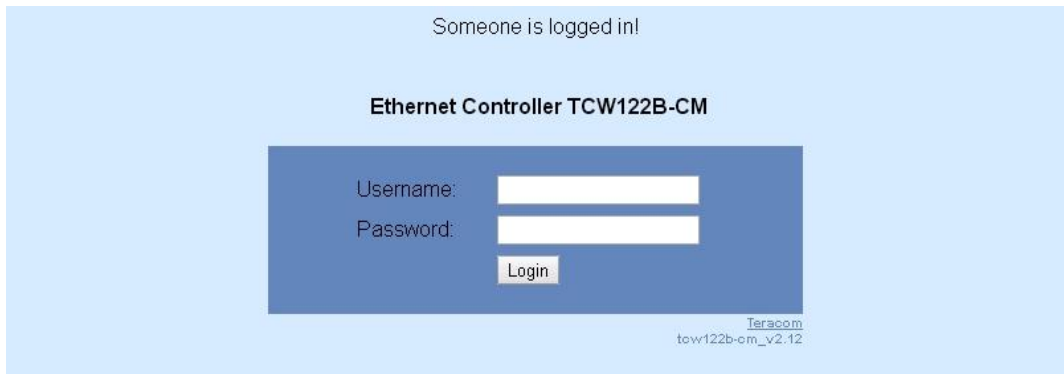 Someone is logged in!
Ethernet Controller TCW122B-CM
Username:
Password:
Login
Teracom
tcw122b-cm_v2.12